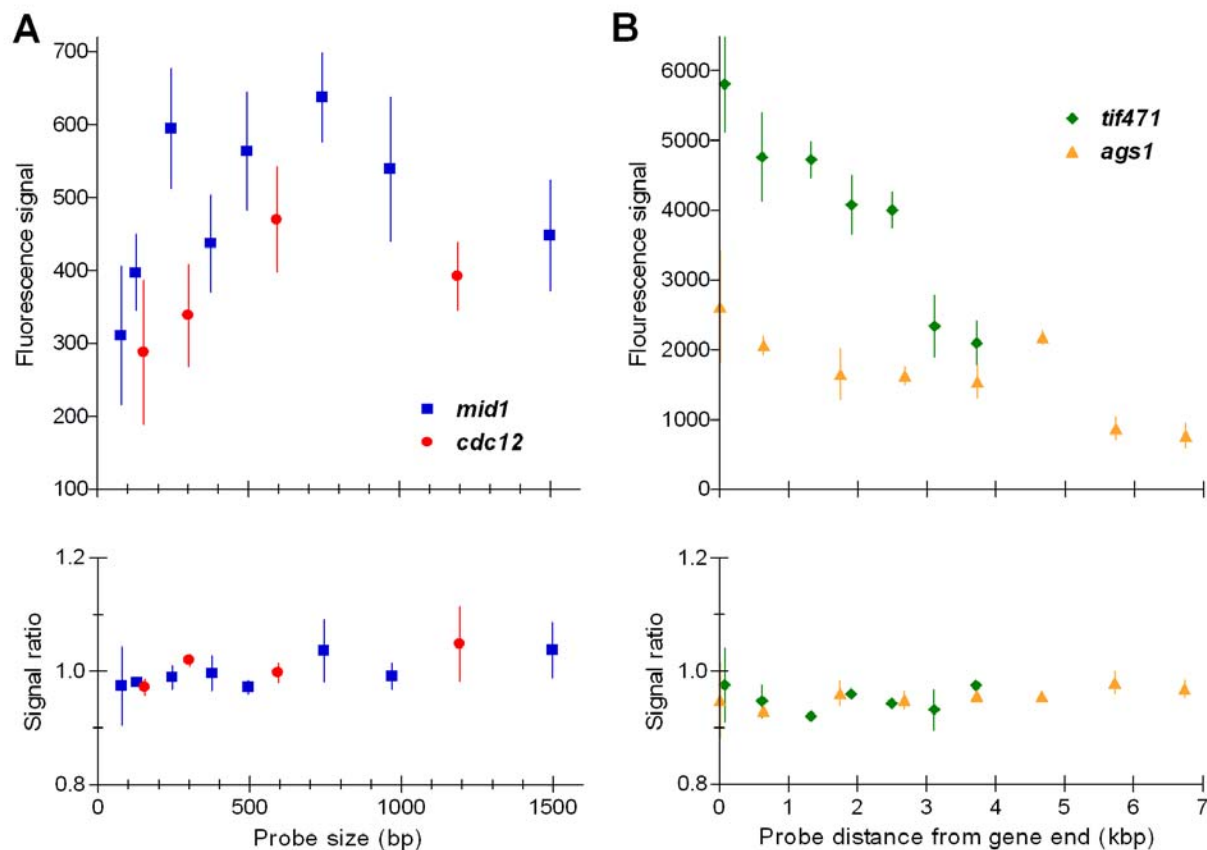 A
700
600
500
400
300
200
100
Fluorescence signal
mid1
cdc12
1.2
1.0
0.8
Signal ratio
0
500
1000
1500
Probe size (bp)
B
6000
5000
4000
3000
2000
1000
0
Flourescence signal
tif471
ags1
1.2
1.0
0.8
Signal ratio
0 1 2 3 4 5 6 7
Probe distance from gene end (kbp)